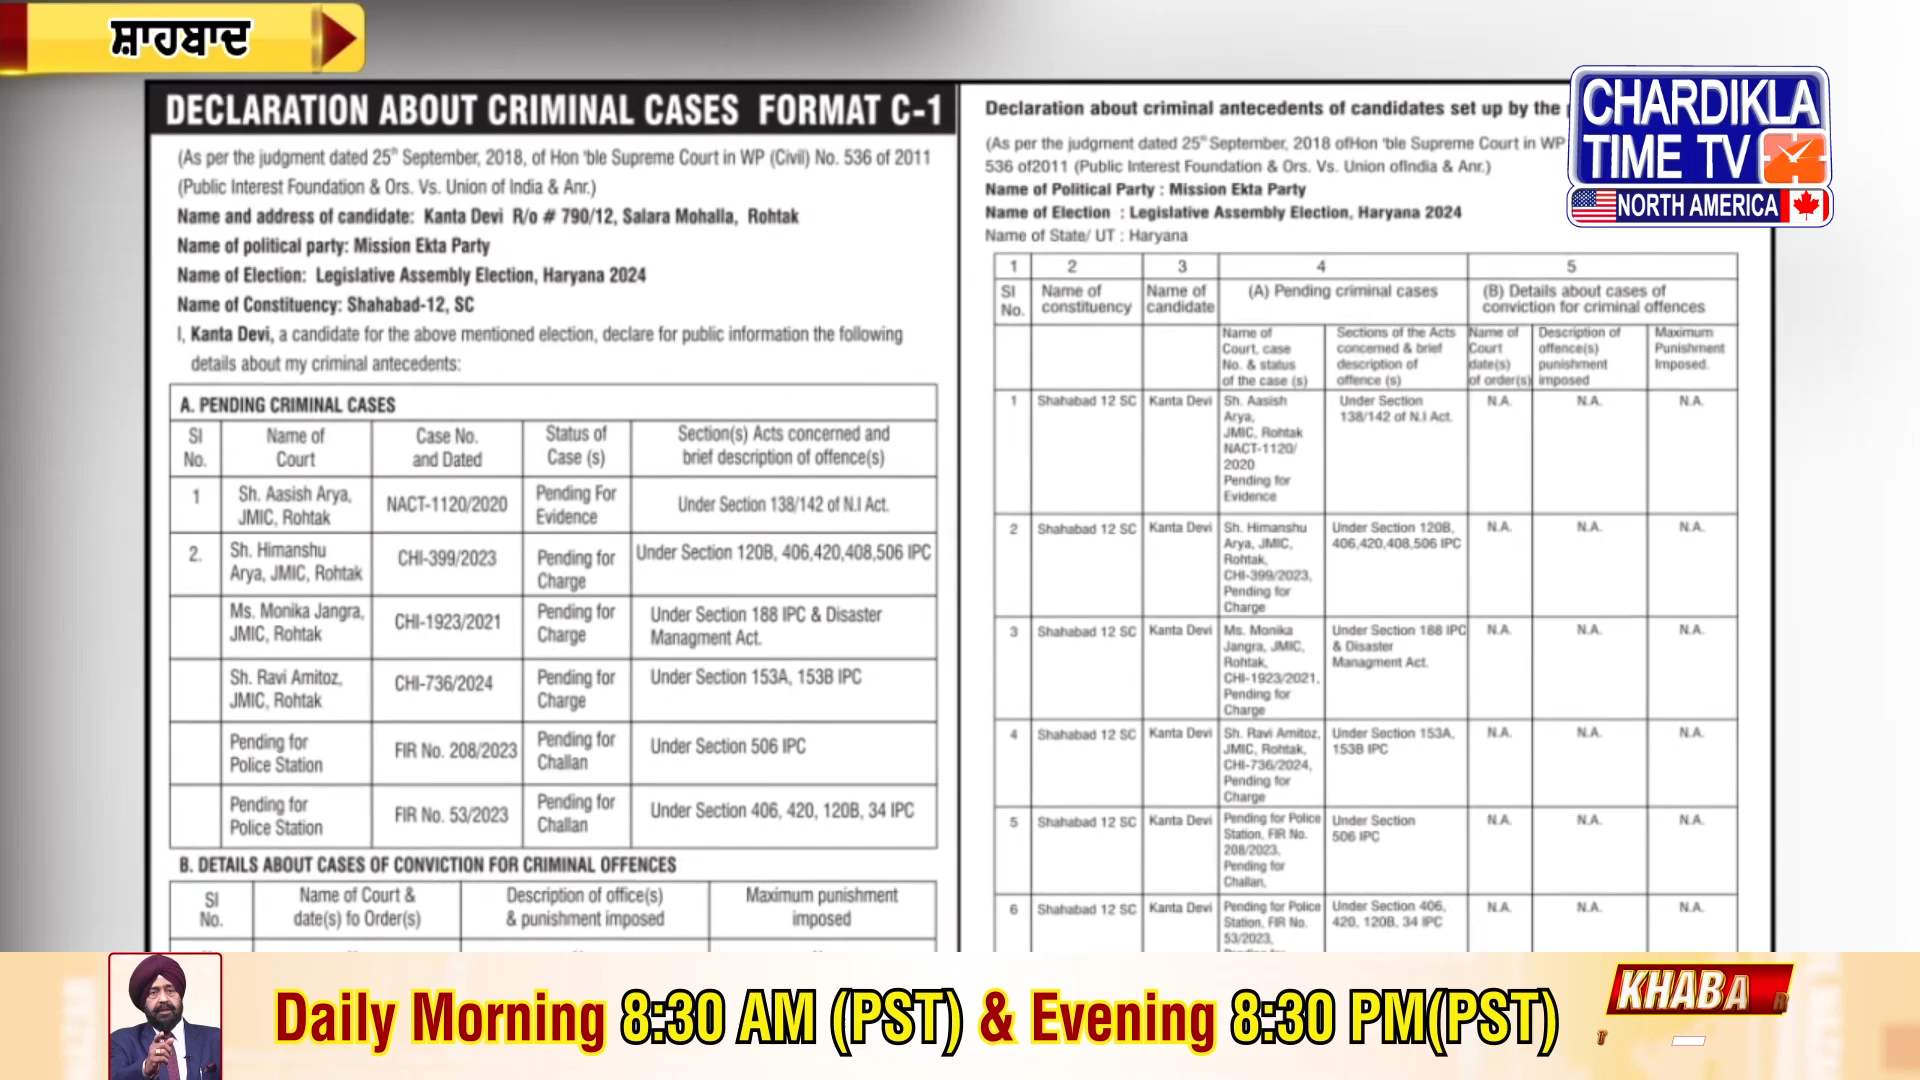 ਸ਼ਾਹਬਾਦ
DECLARATION ABOUT CRIMINAL CASES FORMAT C-1
(As per the judgment dated 25th September, 2018, of Hon 'ble Supreme Court in WP (Civil) No. 536 of 2011
(Public Interest Foundation & Ors. Vs. Union of India & Anr.)
Name and address of candidate: Kanta Devi R/o # 790/12, Salara Mohalla, Rohtak
Name of political party: Mission Ekta Party
Name of Election: Legislative Assembly Election, Haryana 2024
Name of Constituency: Shahabad-12, SC
I, Kanta Devi, a candidate for the above mentioned election, declare for public information the following
details about my criminal antecedents:
A. PENDING CRIMINAL CASES
SI No. Name of Court Case No. and Dated Status of Case (s) Section(s) Acts concerned and brief description of offence(s)
1 Sh. Aasish Arya, JMIC, Rohtak NACT-1120/2020 Pending For Evidence Under Section 138/142 of N.I Act.
2. Sh. Himanshu Arya, JMIC, Rohtak CHI-399/2023 Pending for Charge Under Section 120B, 406,420,408,506 IPC
Ms. Monika Jangra, JMIC, Rohtak CHI-1923/2021 Pending for Charge Under Section 188 IPC & Disaster Managment Act.
Sh. Ravi Amitoz, JMIC, Rohtak CHI-736/2024 Pending for Charge Under Section 153A, 153B IPC
Pending for Police Station FIR No. 208/2023 Pending for Challan Under Section 506 IPC
Pending for Police Station FIR No. 53/2023 Pending for Challan Under Section 406, 420, 120B, 34 IPC
B. DETAILS ABOUT CASES OF CONVICTION FOR CRIMINAL OFFENCES
SI No. Name of Court & date(s) fo Order(s) Description of office(s) & punishment imposed Maximum punishment imposed
Declaration about criminal antecedents of candidates set up by the
(As per the judgment dated 25th September, 2018 ofHon 'ble Supreme Court in WP
536 of2011 (Public Interest Foundation & Ors. Vs. Union ofIndia & Anr.)
Name of Political Party : Mission Ekta Party
Name of Election : Legislative Assembly Election, Haryana 2024
Name of State/ UT : Haryana
1 2 3 4 5
SI No. Name of constituency Name of candidate (A) Pending criminal cases (B) Details about cases of conviction for criminal offences
Name of Court, case No. & status of the case (s) Sections of the Acts concerned & brief description of offence (s) Name of Court date(s) of order(s) Description of offence(s) punishment imposed Maximum Punishment Imposed.
1 Shahabad 12 SC Kanta Devi Sh. Aasish Arya, JMIC, Rohtak NACT-1120/ 2020 Pending for Evidence Under Section 138/142 of N.I Act. N.A. N.A. N.A.
2 Shahabad 12 SC Kanta Devi Sh. Himanshu Arya, JMIC, Rohtak, CHI-399/2023, Pending for Charge Under Section 120B, 406,420,408,506 IPC N.A. N.A. N.A.
3 Shahabad 12 SC Kanta Devi Ms. Monika Jangra, JMIC, Rohtak, CHI-1923/2021, Pending for Charge Under Section 188 IPC & Disaster Managment Act. N.A. N.A. N.A.
4 Shahabad 12 SC Kanta Devi Sh. Ravi Amitoz, JMIC, Rohtak, CHI-736/2024, Pending for Charge Under Section 153A, 153B IPC N.A. N.A. N.A.
5 Shahabad 12 SC Kanta Devi Pending for Police Station, FIR No. 208/2023, Pending for Challan, Under Section 506 IPC N.A. N.A. N.A.
6 Shahabad 12 SC Kanta Devi Pending for Police Station, FIR No. 53/2023, Under Section 406, 420, 120B, 34 IPC N.A. N.A. N.A.
CHARDIKLA
TIME TV
NORTH AMERICA
Daily Morning 8:30 AM (PST) & Evening 8:30 PM(PST)
KHABA